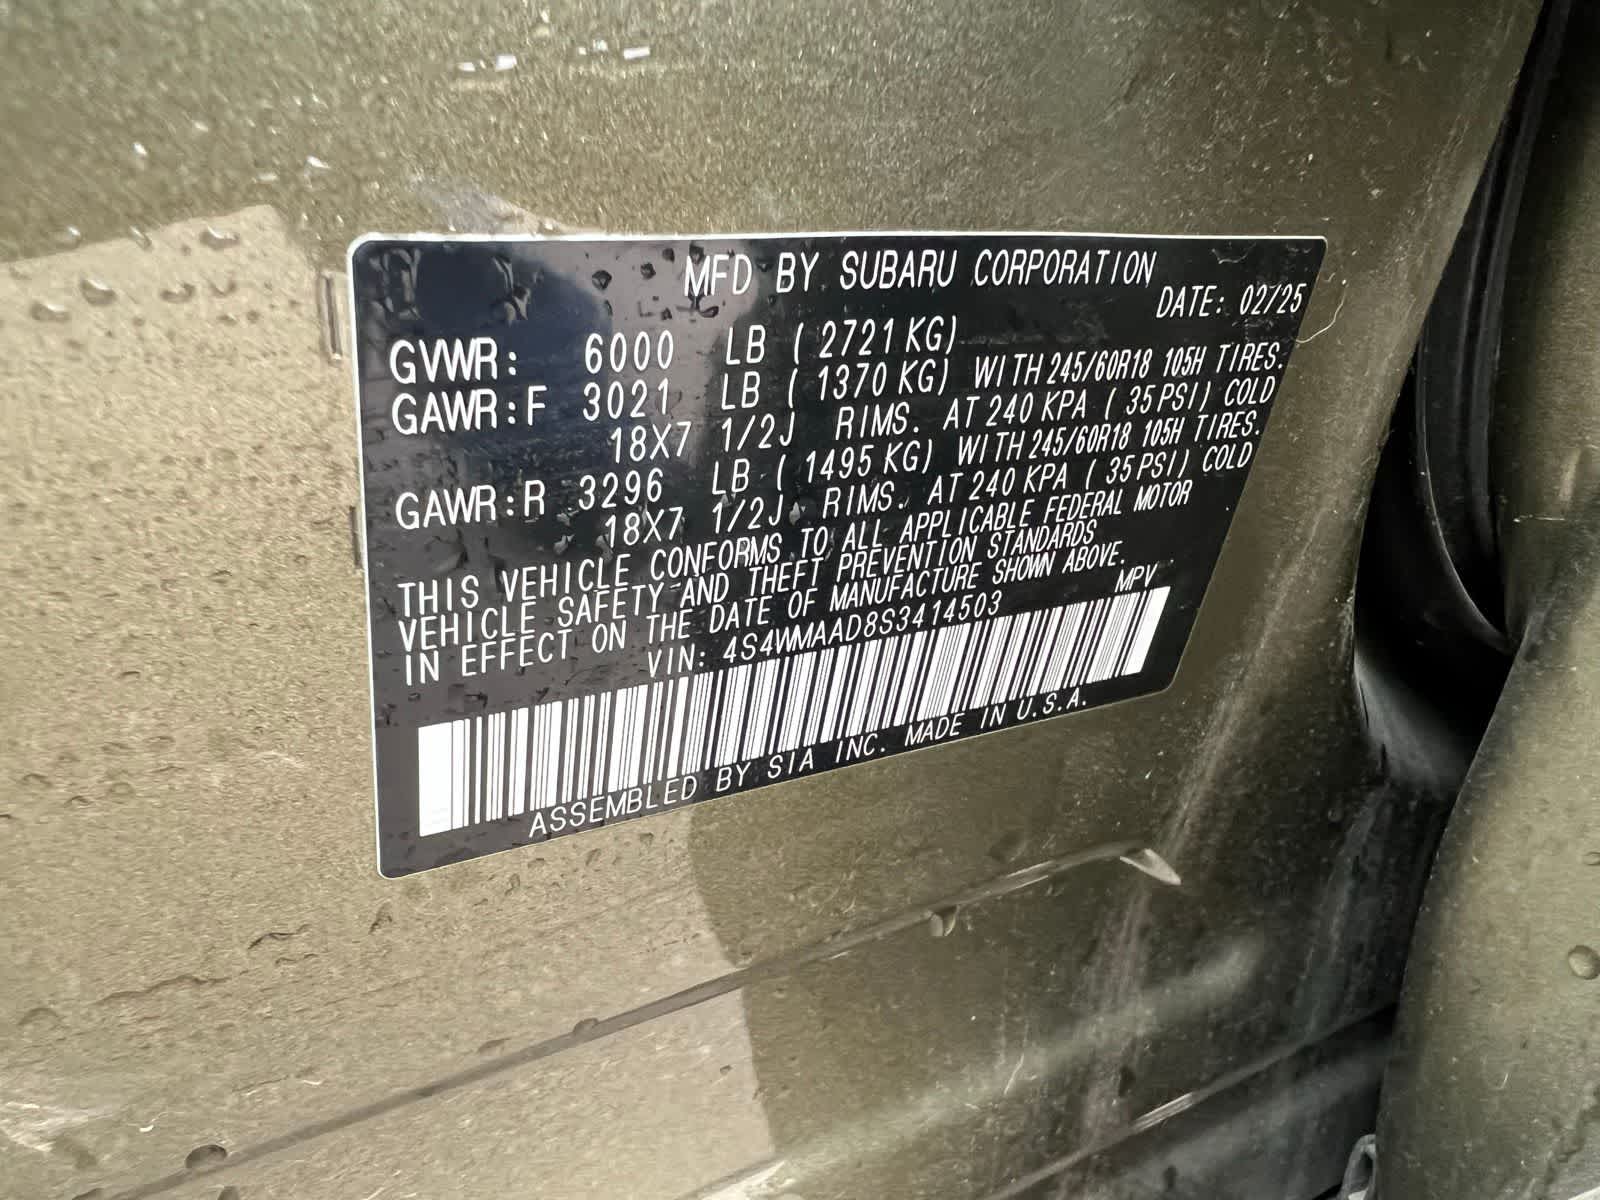 MFD BY SUBARU CORPORATION
DATE: 02/25
GVWR: 6000 LB (2721 KG)
GAWR:F 3021 LB (1370 KG) WITH 245/60R18 105H TIRES.
18X7 1/2J RIMS. AT 240 KPA (35 PSI) COLD
GAWR:R 3296 LB (1495 KG) WITH 245/60R18 105H TIRES.
18X7 1/2J RIMS. AT 240 KPA (35 PSI) COLD
THIS VEHICLE CONFORMS TO ALL APPLICABLE FEDERAL MOTOR
VEHICLE SAFETY AND THEFT PREVENTION STANDARDS
IN EFFECT ON THE DATE OF MANUFACTURE SHOWN ABOVE.
VIN: 4S4WMAAD8S3414503 MPV
ASSEMBLED BY SIA INC. MADE IN U.S.A.